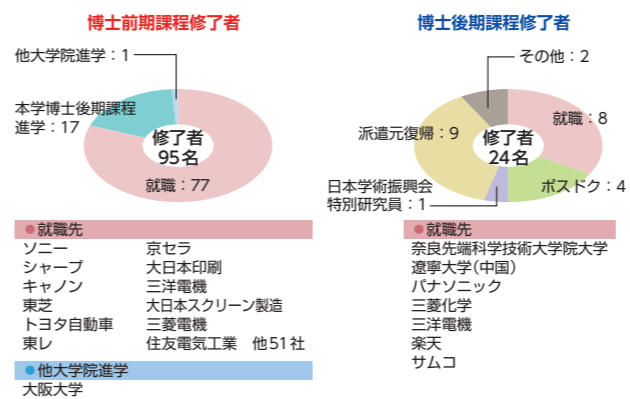 博士前期課程修了者
他大学院進学：1
本学博士後期課程
進学：17
修了者
95名
就職：77
●就職先
ソニー 京セラ
シャープ 大日本印刷
キャノン 三洋電機
東芝 大日本スクリーン製造
トヨタ自動車 三菱電機
東レ 住友電気工業 他51社
●他大学院進学
大阪大学
博士後期課程修了者
その他：2
就職：8
派遣元復帰：9
修了者
24名
日本学術振興会
特別研究員：1
ポスドク：4
●就職先
奈良先端科学技術大学院大学
遼寧大学（中国）
パナソニック
三菱化学
三洋電機
楽天
サムコ